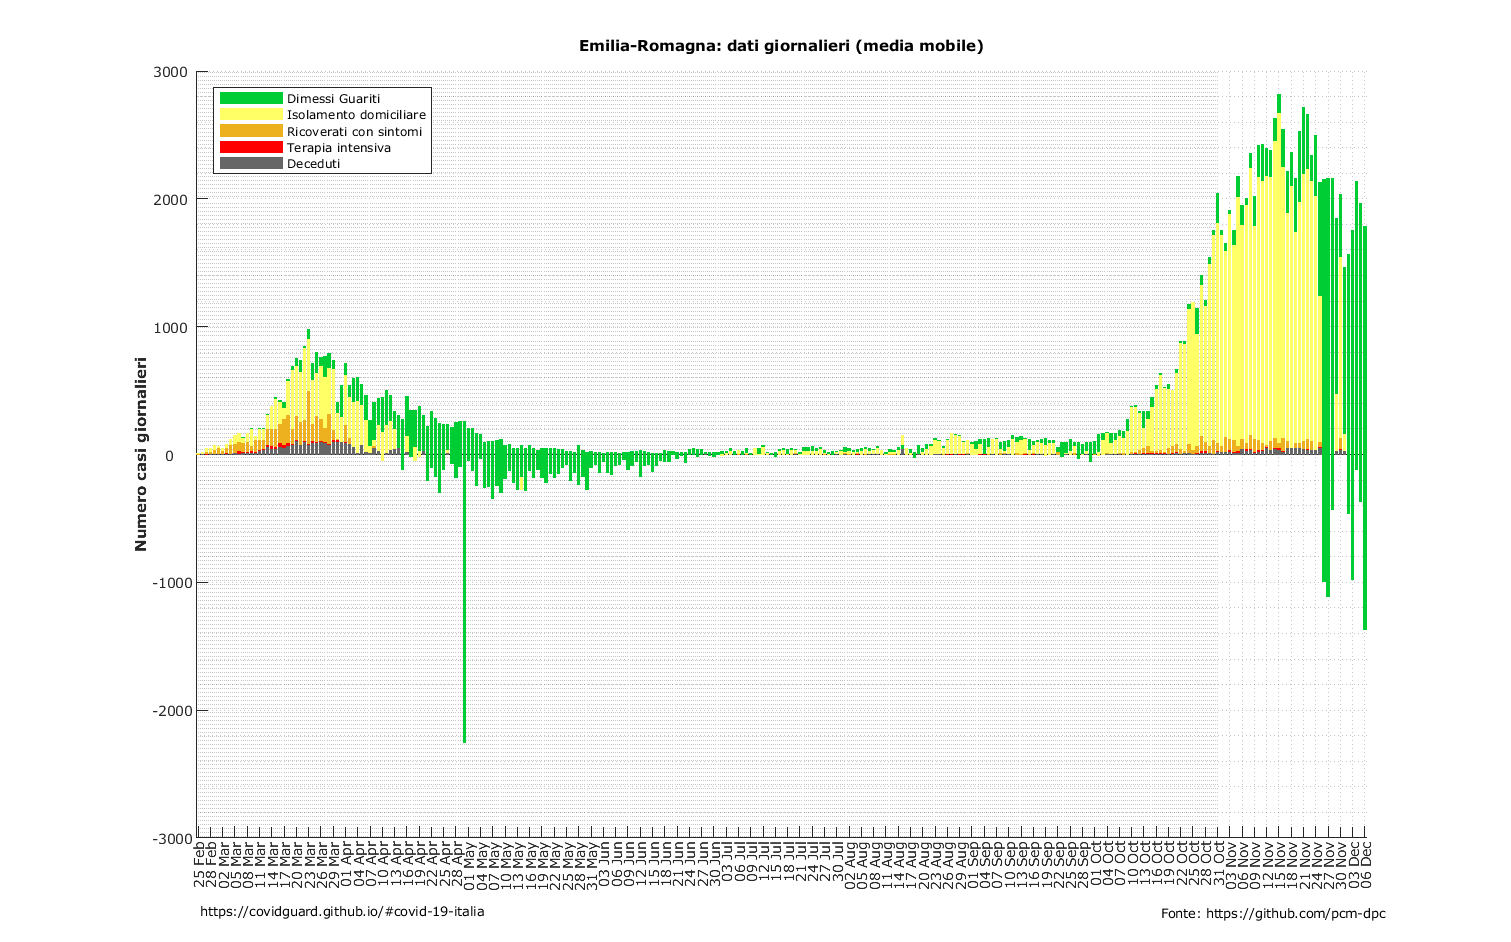 Emilia-Romagna: dati giornalieri (media mobile)
3000
2000
1000
0
-1000
-2000
-3000
Numero casi giornalieri
Dimessi Guariti
Isolamento domiciliare
Ricoverati con sintomi
Terapia intensiva
Deceduti
25 Feb
28 Feb
02 Mar
05 Mar
08 Mar
11 Mar
14 Mar
17 Mar
20 Mar
23 Mar
26 Mar
29 Mar
01 Apr
04 Apr
07 Apr
10 Apr
13 Apr
16 Apr
19 Apr
22 Apr
25 Apr
28 Apr
01 May
04 May
07 May
10 May
13 May
16 May
19 May
22 May
25 May
28 May
31 May
03 Jun
06 Jun
09 Jun
12 Jun
15 Jun
18 Jun
21 Jun
24 Jun
27 Jun
30 Jun
03 Jul
06 Jul
09 Jul
12 Jul
15 Jul
18 Jul
21 Jul
24 Jul
27 Jul
30 Jul
02 Aug
05 Aug
08 Aug
11 Aug
14 Aug
17 Aug
20 Aug
23 Aug
26 Aug
29 Aug
01 Sep
04 Sep
07 Sep
10 Sep
13 Sep
16 Sep
19 Sep
22 Sep
25 Sep
28 Sep
01 Oct
04 Oct
07 Oct
10 Oct
13 Oct
16 Oct
19 Oct
22 Oct
25 Oct
28 Oct
31 Oct
03 Nov
06 Nov
09 Nov
12 Nov
15 Nov
18 Nov
21 Nov
24 Nov
27 Nov
30 Nov
03 Dec
06 Dec
https://covidguard.github.io/#covid-19-italia
Fonte: https://github.com/pcm-dpc